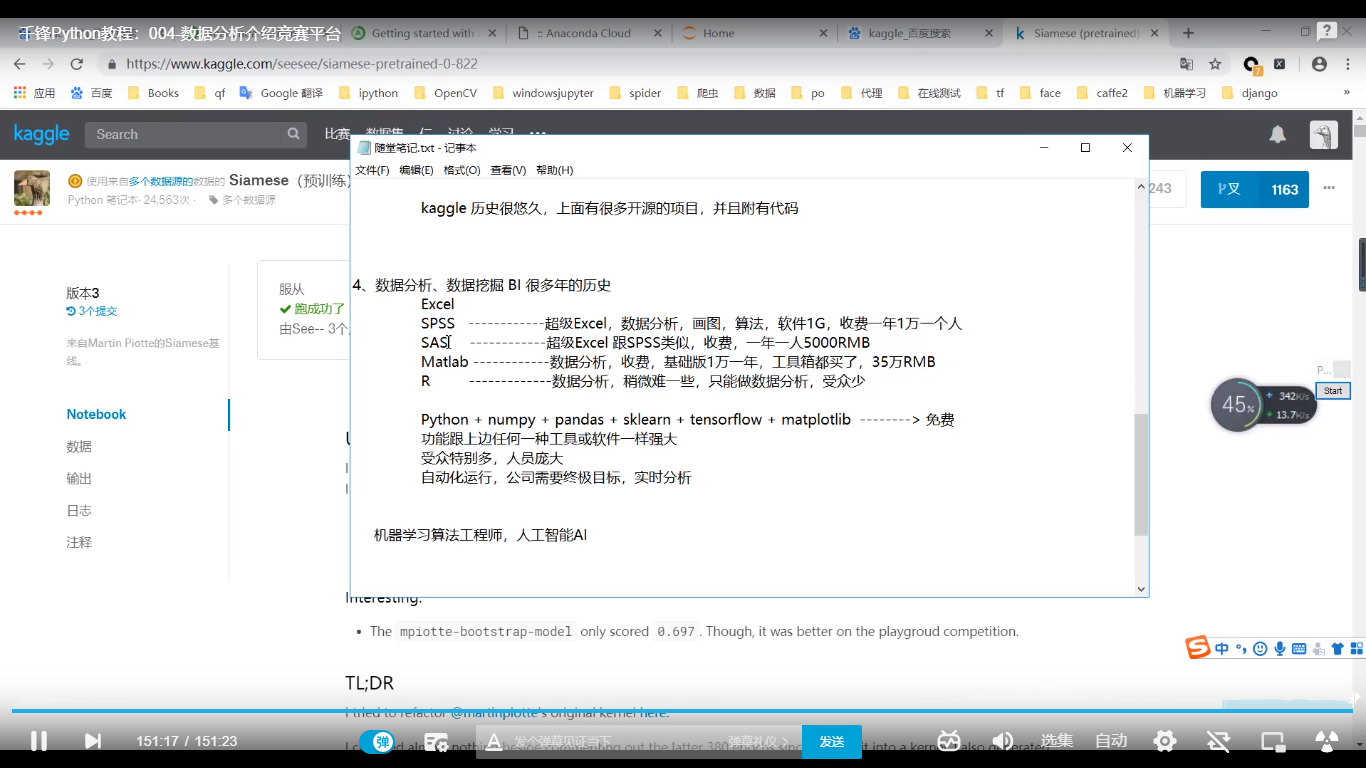 千锋Python教程：004-数据分析介绍竞赛平台
Getting started with
:: Anaconda Cloud
Home
kaggle_百度搜索
Siamese (pretrained)
https://www.kaggle.com/seesee/siamese-pretrained-0-822
应用
百度
Books
qf
Google 翻译
ipython
OpenCV
windowsjupyter
spider
爬虫
数据
po
代理
在线测试
tf
face
caffe2
机器学习
django
kaggle
Search
比赛
数据集
讨论
学习
使用来自多个数据源的数据的 Siamese（预训练）
Python 笔记本· 24,563次 ·
多个数据源
243
叉
1163
随堂笔记.txt - 记事本
文件(F) 编辑(E) 格式(O) 查看(V) 帮助(H)
kaggle 历史很悠久，上面有很多开源的项目，并且附有代码
4、数据分析、数据挖掘 BI 很多年的历史
Excel
SPSS ------------超级Excel，数据分析，画图，算法，软件1G，收费一年1万一个人
SAS ------------超级Excel 跟SPSS类似，收费，一年一人5000RMB
Matlab ------------数据分析，收费，基础版1万一年，工具箱都买了，35万RMB
R -------------数据分析，稍微难一些，只能做数据分析，受众少
Python + numpy + pandas + sklearn + tensorflow + matplotlib --------> 免费
功能跟上边任何一种工具或软件一样强大
受众特别多，人员庞大
自动化运行，公司需要终极目标，实时分析
机器学习算法工程师，人工智能AI
版本3
3个提交
来自Martin Piotte的Siamese基
线。
服从
跑成功了
由See-- 3个
Notebook
数据
输出
日志
注释
P...
Start
45%
342K/s
13.7K/s
Interesting:
The mpiotte-bootstrap-model only scored 0.697. Though, it was better on the playgroud competition.
中
TL;DR
I tried to refactor @martinpiotte's original kernel here.
151:17 / 151:23
弹
发个弹幕见证当下
弹幕礼仪 >
发送
选集
自动